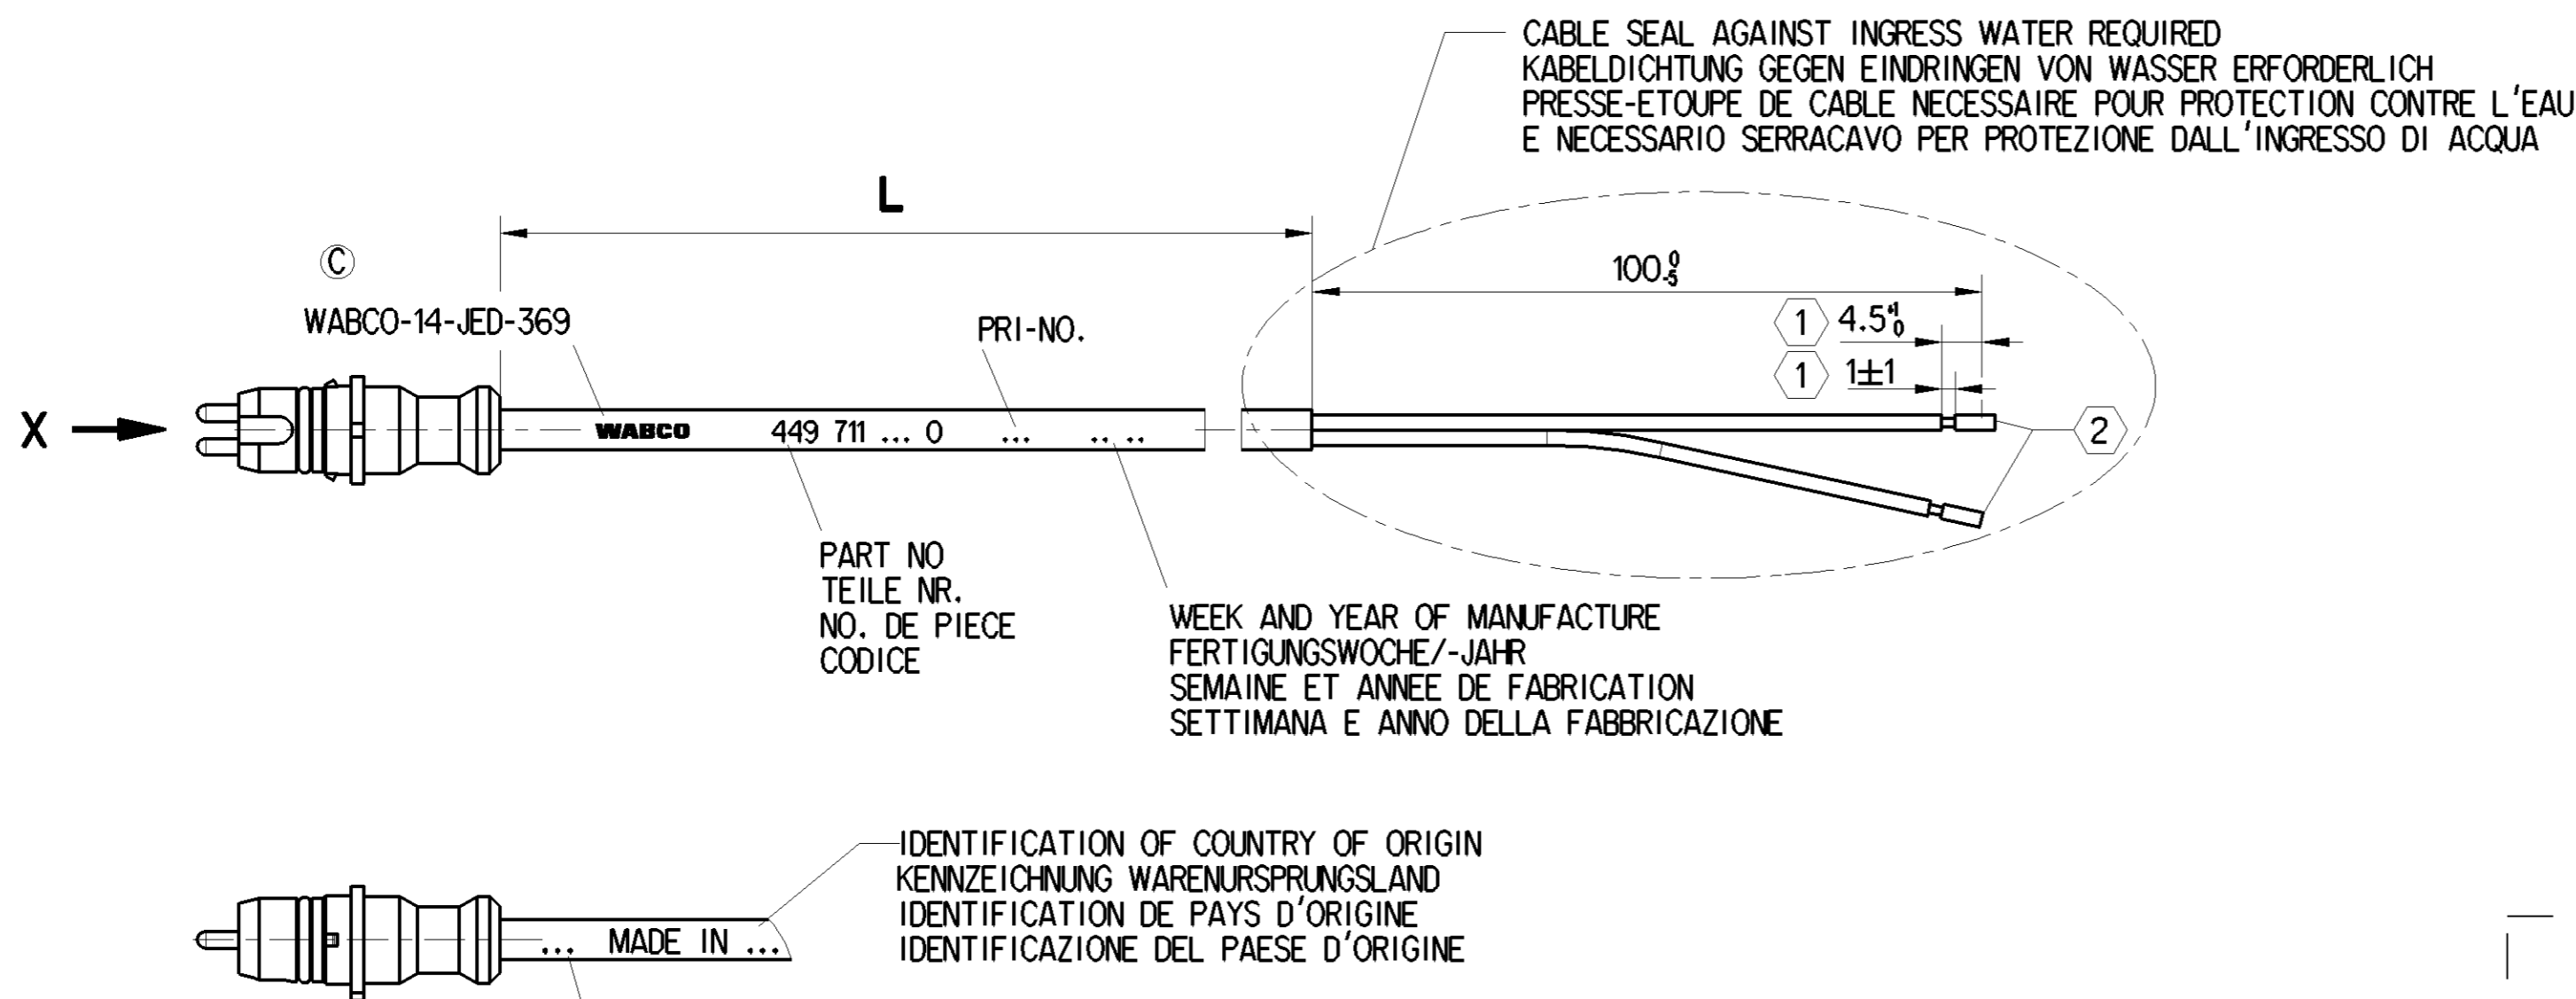 CABLE SEAL AGAINST INGRESS WATER REQUIRED
KABELDICHTUNG GEGEN EINDRINGEN VON WASSER ERFORDERLICH
PRESSE-ETOUPE DE CABLE NECESSAIRE POUR PROTECTION CONTRE L'EAU
E NECESSARIO SERRACAVO PER PROTEZIONE DALL'INGRESSO DI ACQUA
L
C
100 0 -5
WABCO-14-JED-369
PRI-NO.
1 4.5 +1 0
1 1±1
X
WABCO 449 711 ... 0 ... .. ..
2
PART NO
TEILE NR.
NO. DE PIECE
CODICE
WEEK AND YEAR OF MANUFACTURE
FERTIGUNGSWOCHE/-JAHR
SEMAINE ET ANNEE DE FABRICATION
SETTIMANA E ANNO DELLA FABBRICAZIONE
IDENTIFICATION OF COUNTRY OF ORIGIN
KENNZEICHNUNG WARENURSPRUNGSLAND
IDENTIFICATION DE PAYS D'ORIGINE
IDENTIFICAZIONE DEL PAESE D'ORIGINE
... MADE IN ...